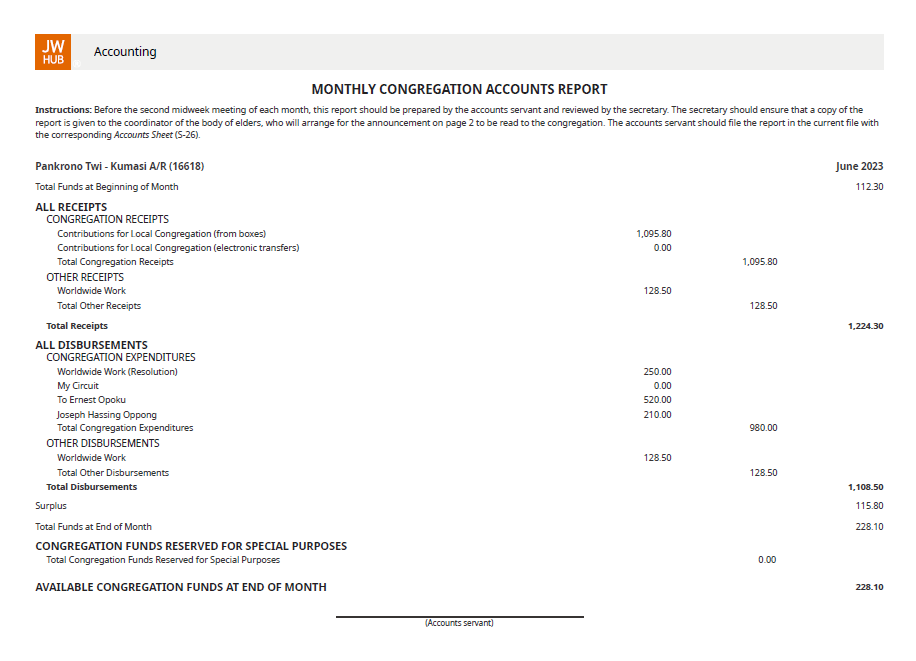 JW
HUB
Accounting
MONTHLY CONGREGATION ACCOUNTS REPORT
Instructions: Before the second midweek meeting of each month, this report should be prepared by the accounts servant and reviewed by the secretary. The secretary should ensure that a copy of the
report is given to the coordinator of the body of elders, who will arrange for the announcement on page 2 to be read to the congregation. The accounts servant should file the report in the current file with
the corresponding Accounts Sheet (S-26).
Pankrono Twi - Kumasi A/R (16618) June 2023
Total Funds at Beginning of Month 112.30
ALL RECEIPTS
CONGREGATION RECEIPTS
Contributions for Local Congregation (from boxes) 1,095.80
Contributions for Local Congregation (electronic transfers) 0.00
Total Congregation Receipts 1,095.80
OTHER RECEIPTS
Worldwide Work 128.50
Total Other Receipts 128.50
Total Receipts 1,224.30
ALL DISBURSEMENTS
CONGREGATION EXPENDITURES
Worldwide Work (Resolution) 250.00
My Circuit 0.00
To Ernest Opoku 520.00
Joseph Hassing Oppong 210.00
Total Congregation Expenditures 980.00
OTHER DISBURSEMENTS
Worldwide Work 128.50
Total Other Disbursements 128.50
Total Disbursements 1,108.50
Surplus 115.80
Total Funds at End of Month 228.10
CONGREGATION FUNDS RESERVED FOR SPECIAL PURPOSES
Total Congregation Funds Reserved for Special Purposes 0.00
AVAILABLE CONGREGATION FUNDS AT END OF MONTH 228.10
(Accounts servant)